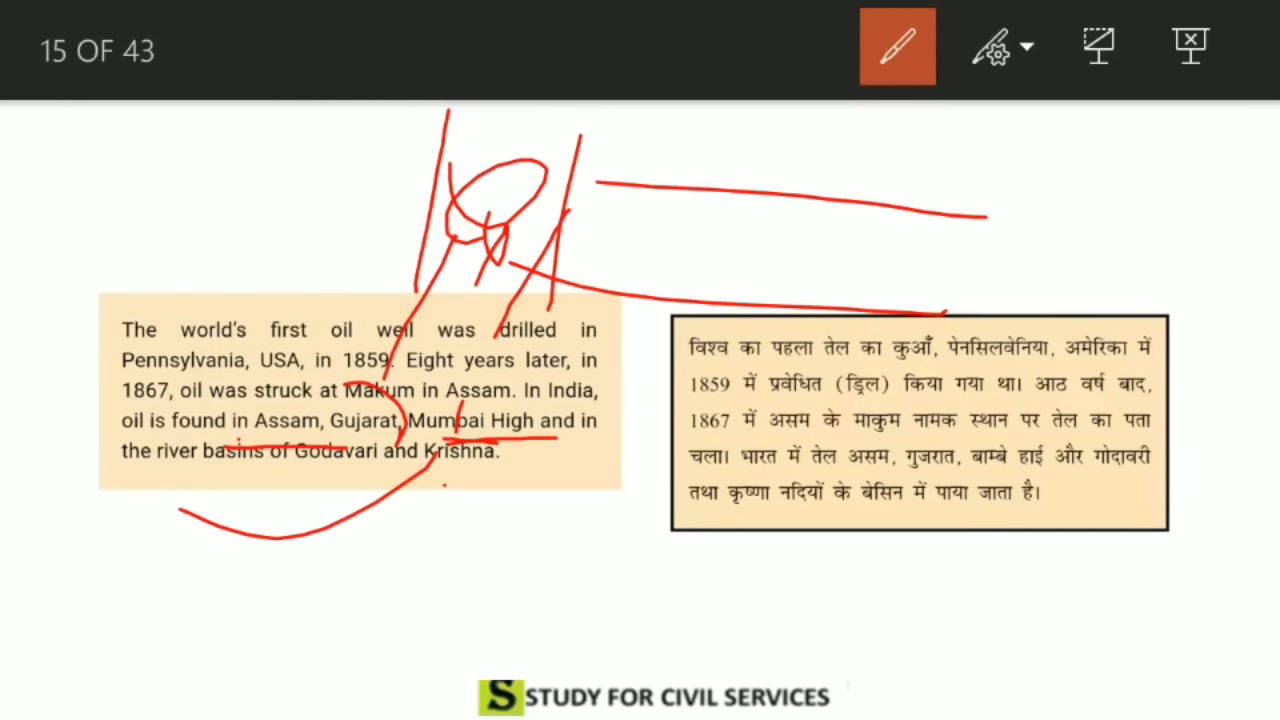 15 OF 43
The world's first oil well was drilled in
Pennsylvania, USA, in 1859. Eight years later, in
1867, oil was struck at Makum in Assam. In India,
oil is found in Assam, Gujarat, Mumbai High and in
the river basins of Godavari and Krishna.
विश्व का पहला तेल का कुआँ, पेनसिलवेनिया, अमेरिका में
1859 में प्रवेधित (ड्रिल) किया गया था। आठ वर्ष बाद,
1867 में असम के माकुम नामक स्थान पर तेल का पता
चला। भारत में तेल असम, गुजरात, बाम्बे हाई और गोदावरी
तथा कृष्णा नदियों के बेसिन में पाया जाता है।
S STUDY FOR CIVIL SERVICES